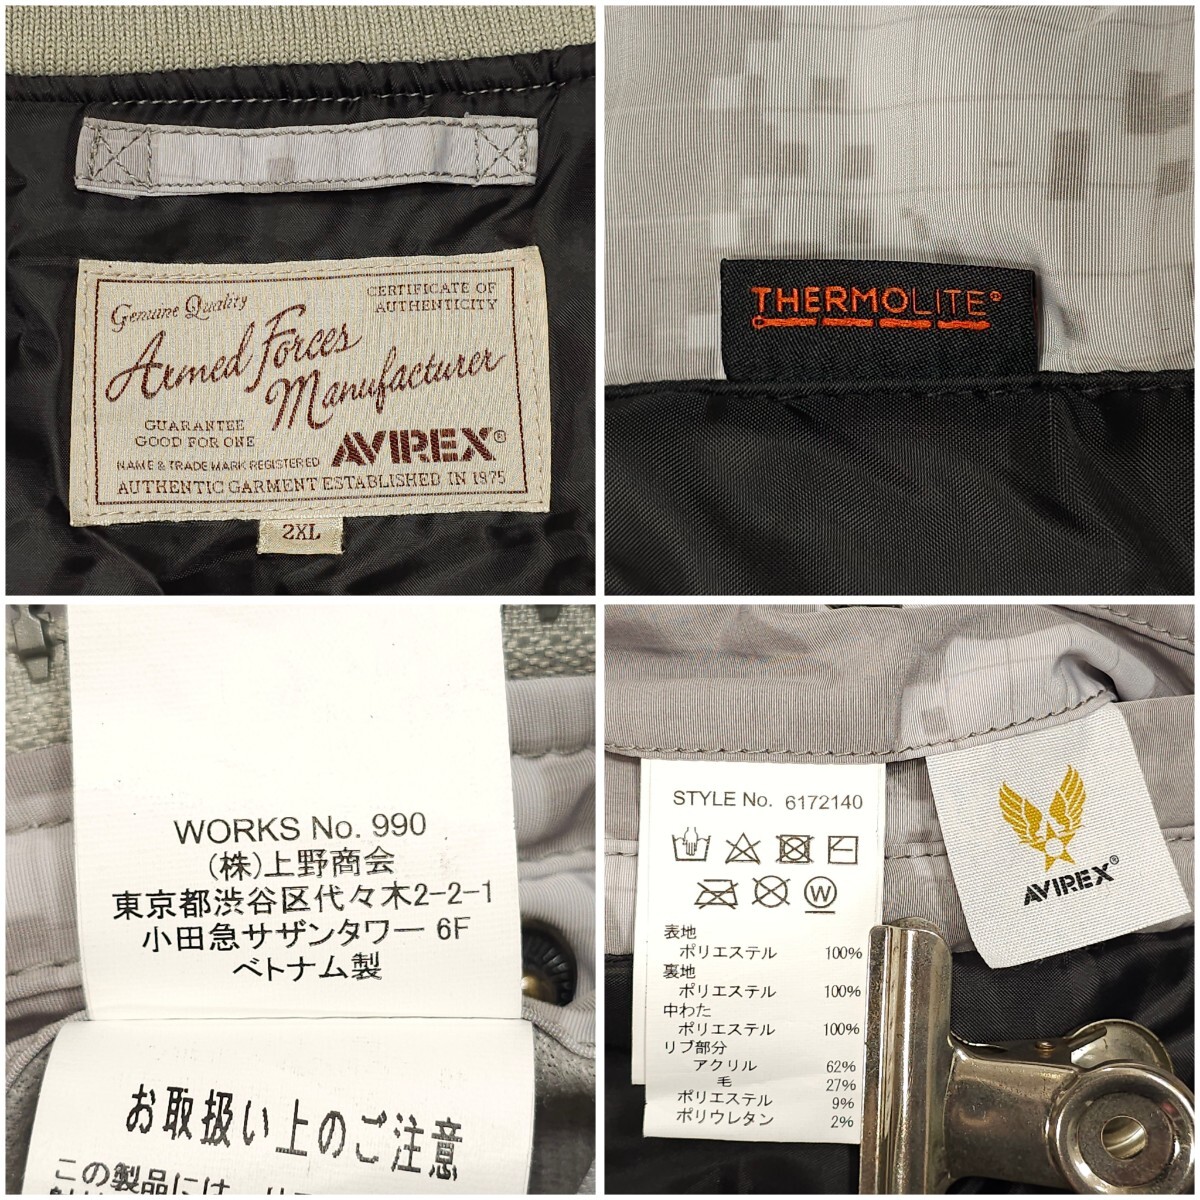 Genuine Quality
CERTIFICATE OF
AUTHENTICITY
Armed Forces
Manufacturer
GUARANTEE
GOOD FOR ONE
NAME & TRADE MARK REGISTERED
AVIREX®
AUTHENTIC GARMENT ESTABLISHED IN 1975
2XL
THERMOLITE®
WORKS No. 990
(株)上野商会
東京都渋谷区代々木2-2-1
小田急サザンタワー 6F
ベトナム製
お取扱い上のご注意
この製品には、
STYLE No. 6172140
W
表地
ポリエステル 100%
裏地
ポリエステル 100%
中わた
ポリエステル 100%
リブ部分
アクリル 62%
毛 27%
ポリエステル 9%
ポリウレタン 2%
AVIREX®